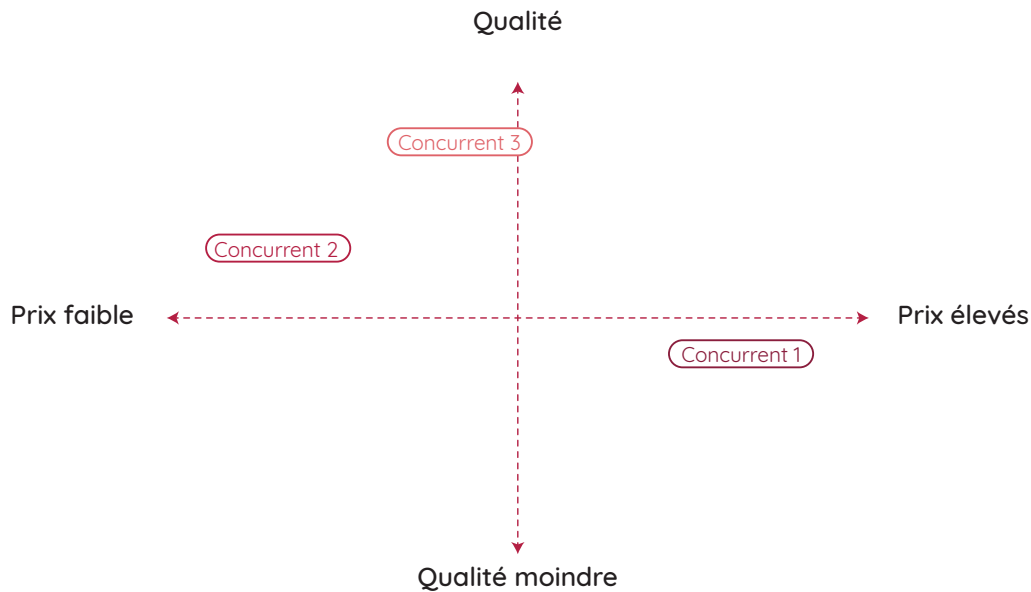 Qualité
Concurrent 3
Concurrent 2
Prix faible
Prix élevés
Concurrent 1
Qualité moindre